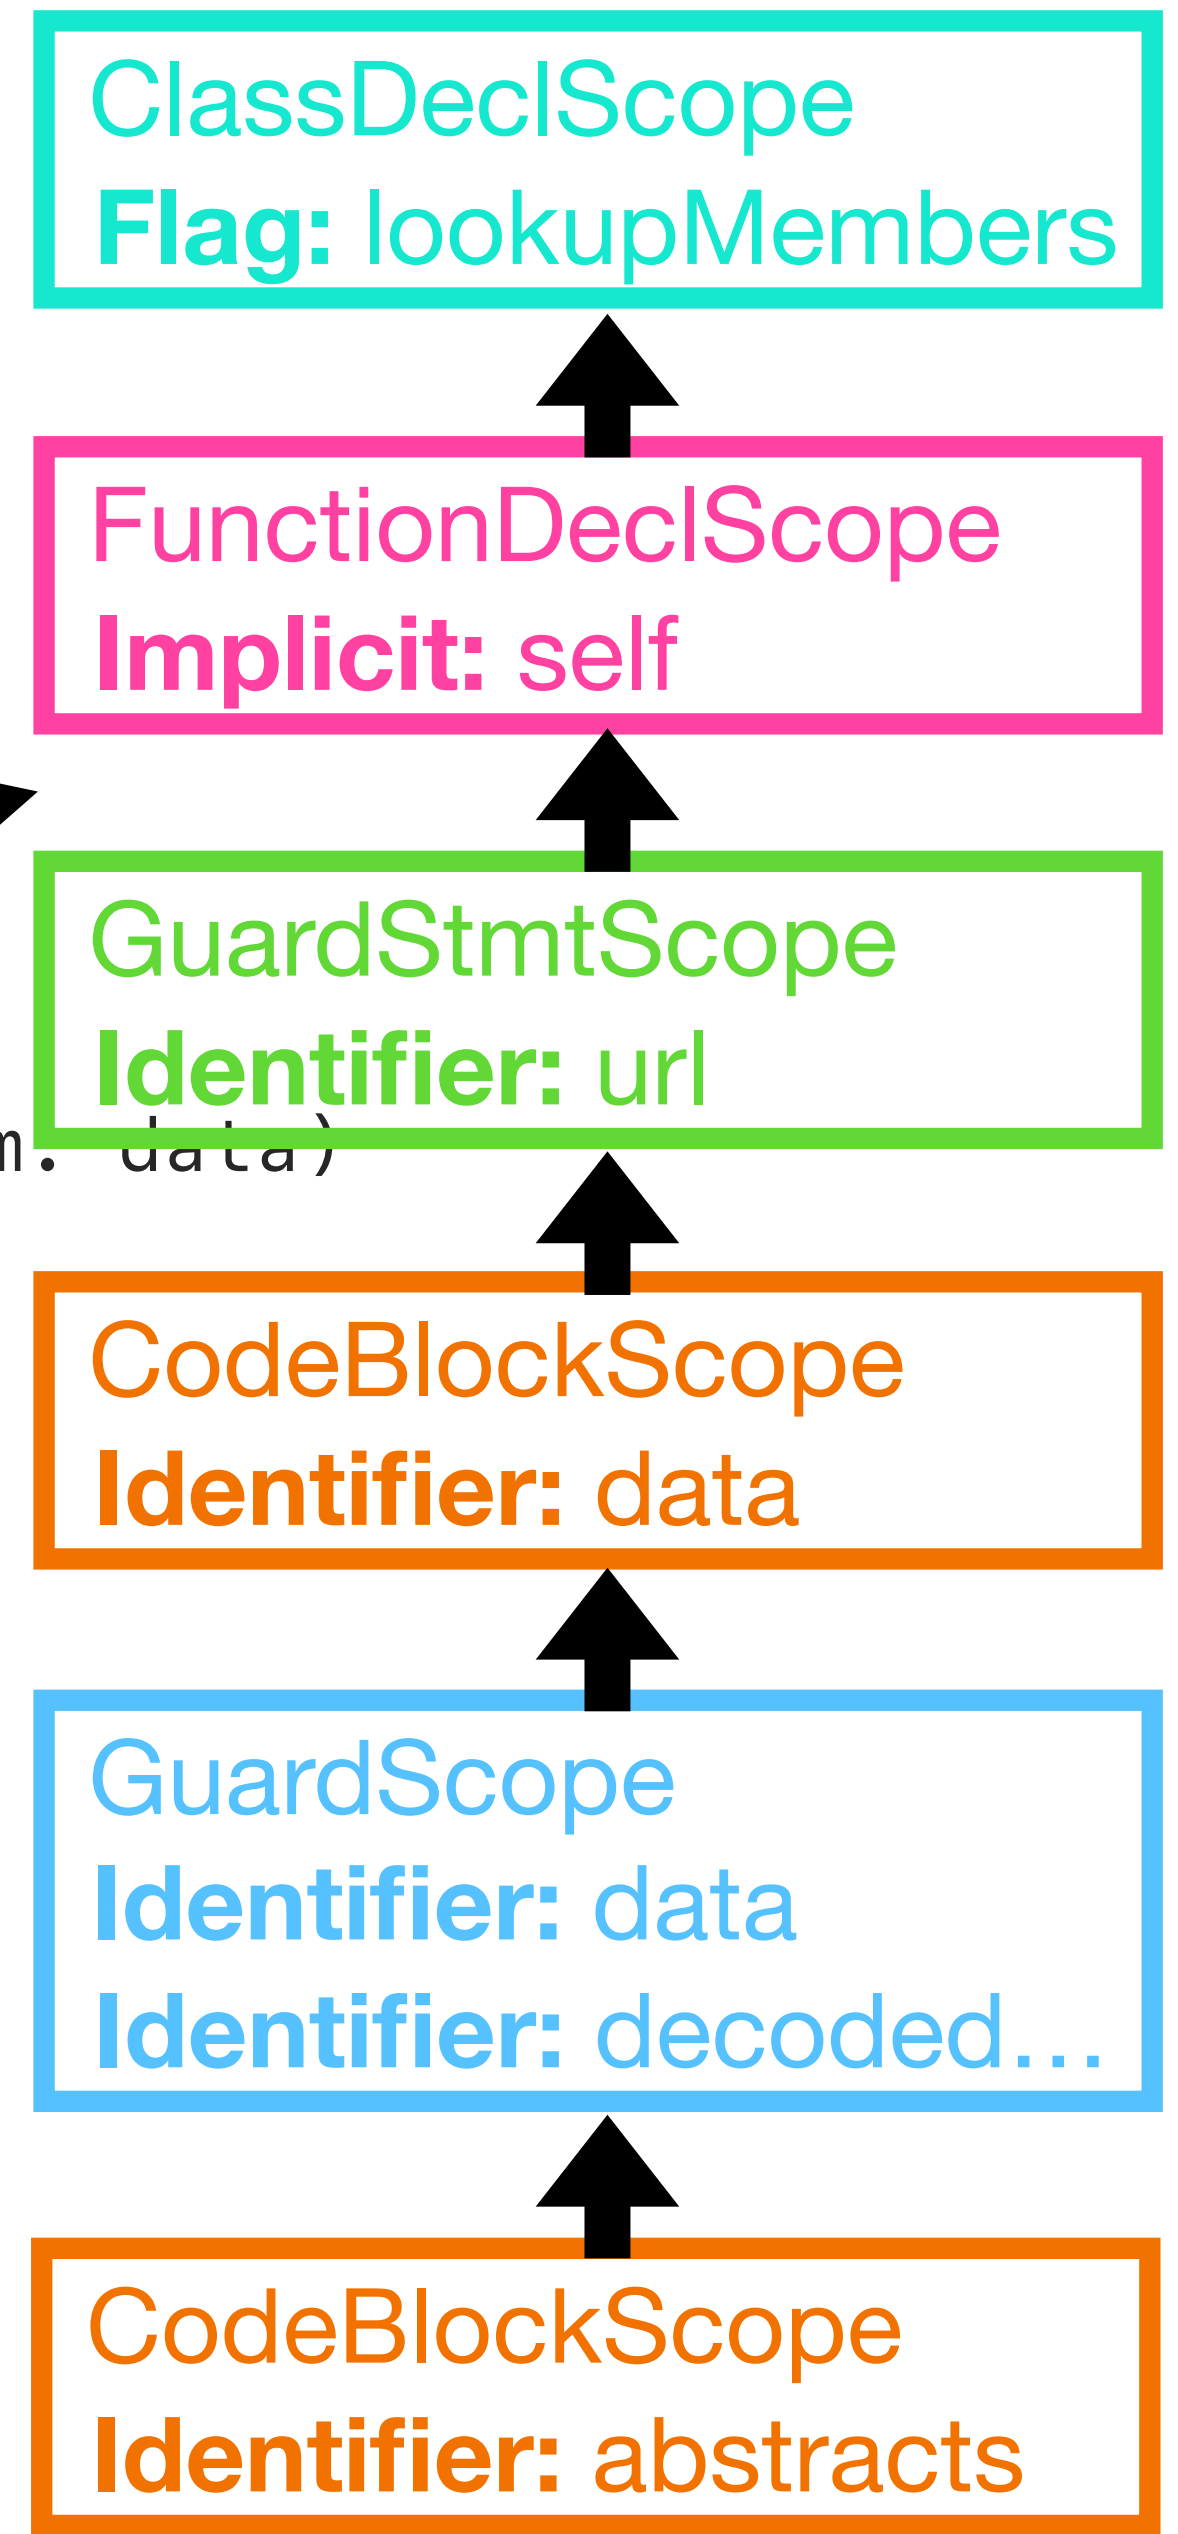 ClassDeclScope
Flag: lookupMembers
FunctionDeclScope
Implicit: self
GuardStmtScope
Identifier: url
m: data)
CodeBlockScope
Identifier: data
GuardScope
Identifier: data
Identifier: decoded…
CodeBlockScope
Identifier: abstracts